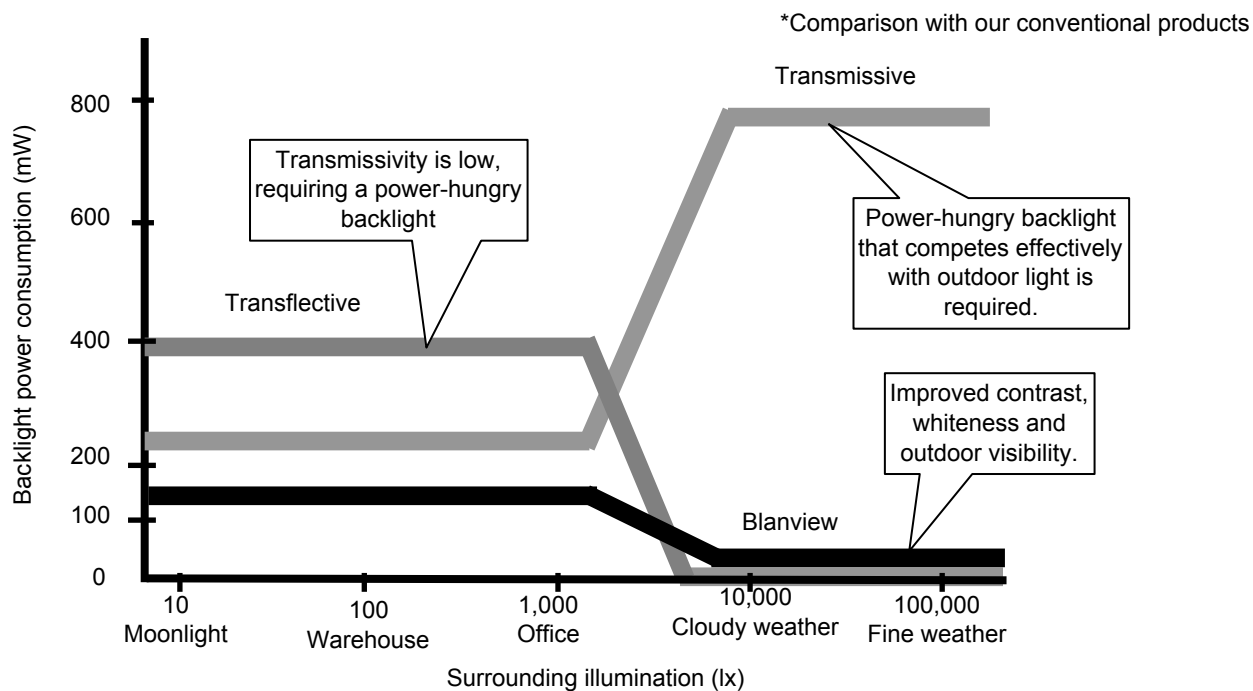 *Comparison with our conventional products
Transmissive
800
Transmissivity is low,
requiring a power-hungry
backlight
Backlight power consumption (mW)
600
Power-hungry backlight
that competes effectively
with outdoor light is
required.
Transflective
400
Improved contrast,
whiteness and
outdoor visibility.
200
100
Blanview
0
10
100
1,000
10,000
100,000
Moonlight
Warehouse
Office
Cloudy weather
Fine weather
Surrounding illumination (lx)